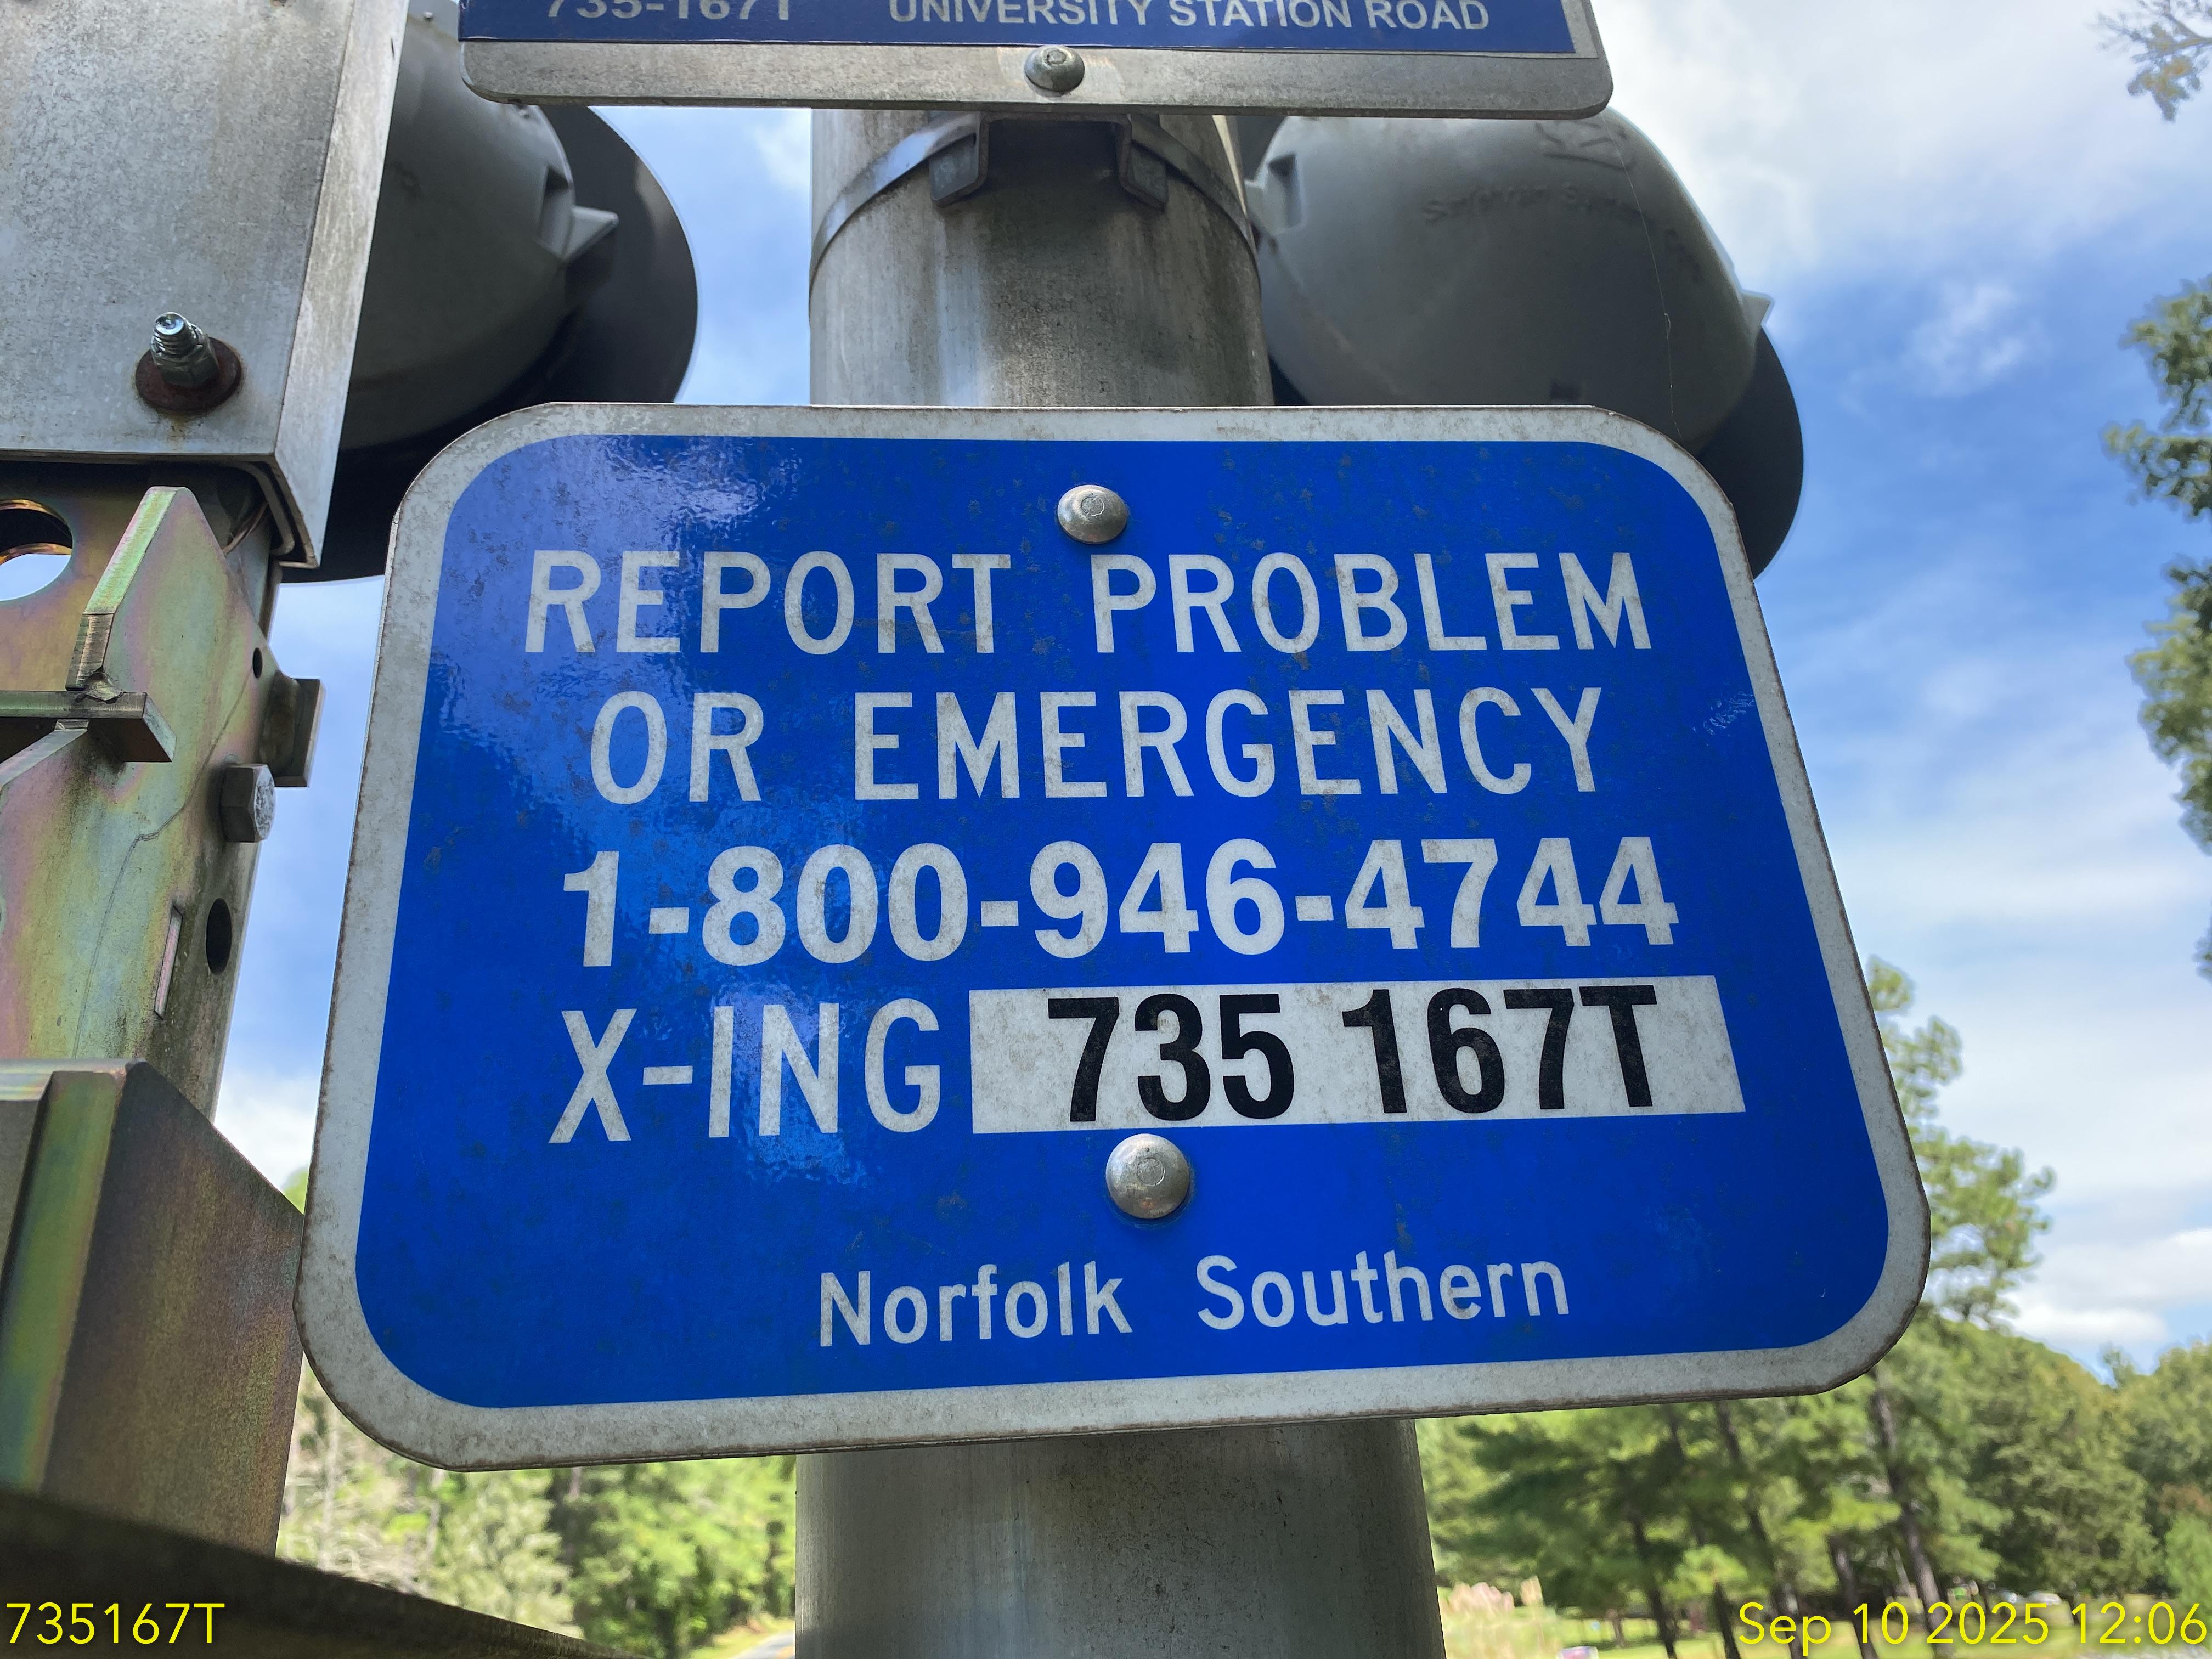 735-167T UNIVERSITY STATION ROAD
REPORT PROBLEM
OR EMERGENCY
1-800-946-4744
X-ING 735 167T
Norfolk Southern
735167T
Sep 10 2025 12:06